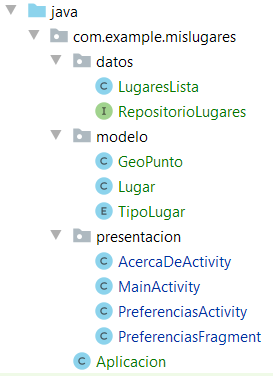 java
com.example.mislugares
datos
C LugaresLista
I RepositorioLugares
modelo
C GeoPunto
C Lugar
E TipoLugar
presentacion
C AcercaDeActivity
C MainActivity
C PreferenciasActivity
C PreferenciasFragment
C Aplicacion